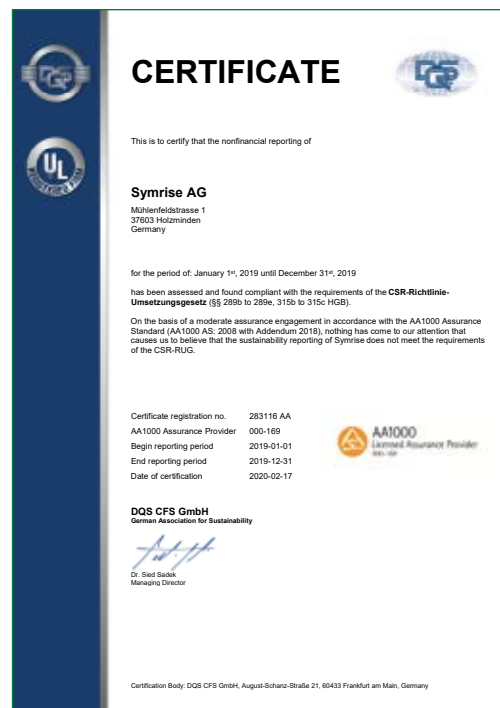 CERTIFICATE
DQS
UL
This is to certify that the nonfinancial reporting of
Symrise AG
Mühlenfeldstrasse 1
37603 Holzminden
Germany
for the period of: January 1st, 2019 until December 31st, 2019
has been assessed and found compliant with the requirements of the CSR-Richtlinie-
Umsetzungsgesetz (§§ 289b to 289e, 315b to 315c HGB).
On the basis of a moderate assurance engagement in accordance with the AA1000 Assurance
Standard (AA1000 AS: 2008 with Addendum 2018), nothing has come to our attention that
causes us to believe that the sustainability reporting of Symrise does not meet the requirements
of the CSR-RUG.
Certificate registration no. 283116 AA
AA1000 Assurance Provider 000-169
Begin reporting period 2019-01-01
End reporting period 2019-12-31
Date of certification 2020-02-17
AA1000
Licensed Assurance Provider
DQS CFS GmbH
German Association for Sustainability
Dr. Sied Sadek
Managing Director
Certification Body: DQS CFS GmbH, August-Schanz-Straße 21, 60433 Frankfurt am Main, Germany